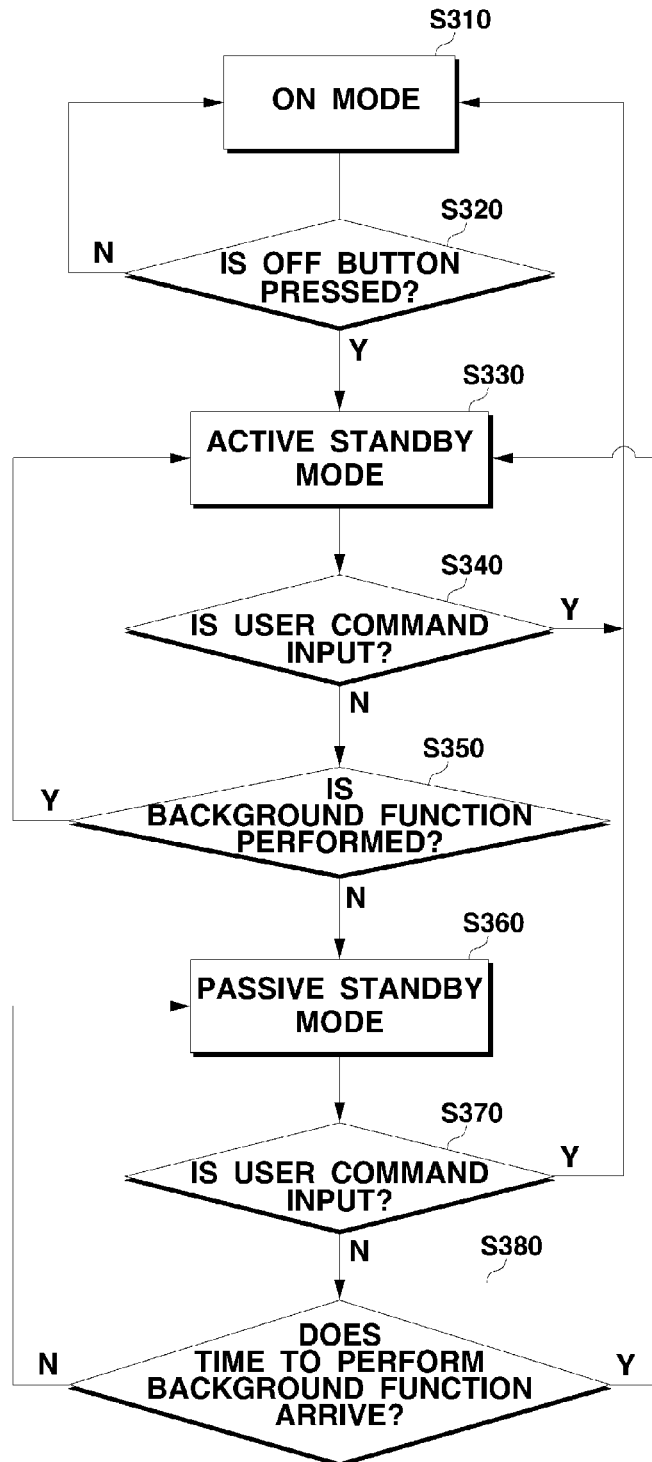 S310
ON MODE
S320
N
IS OFF BUTTON
PRESSED?
Y
S330
ACTIVE STANDBY
MODE
S340
Y
IS USER COMMAND
INPUT?
N
S350
Y
IS
BACKGROUND FUNCTION
PERFORMED?
N
S360
PASSIVE STANDBY
MODE
S370
IS USER COMMAND
INPUT?
Y
N
S380
N
DOES
TIME TO PERFORM
BACKGROUND FUNCTION
ARRIVE?
Y